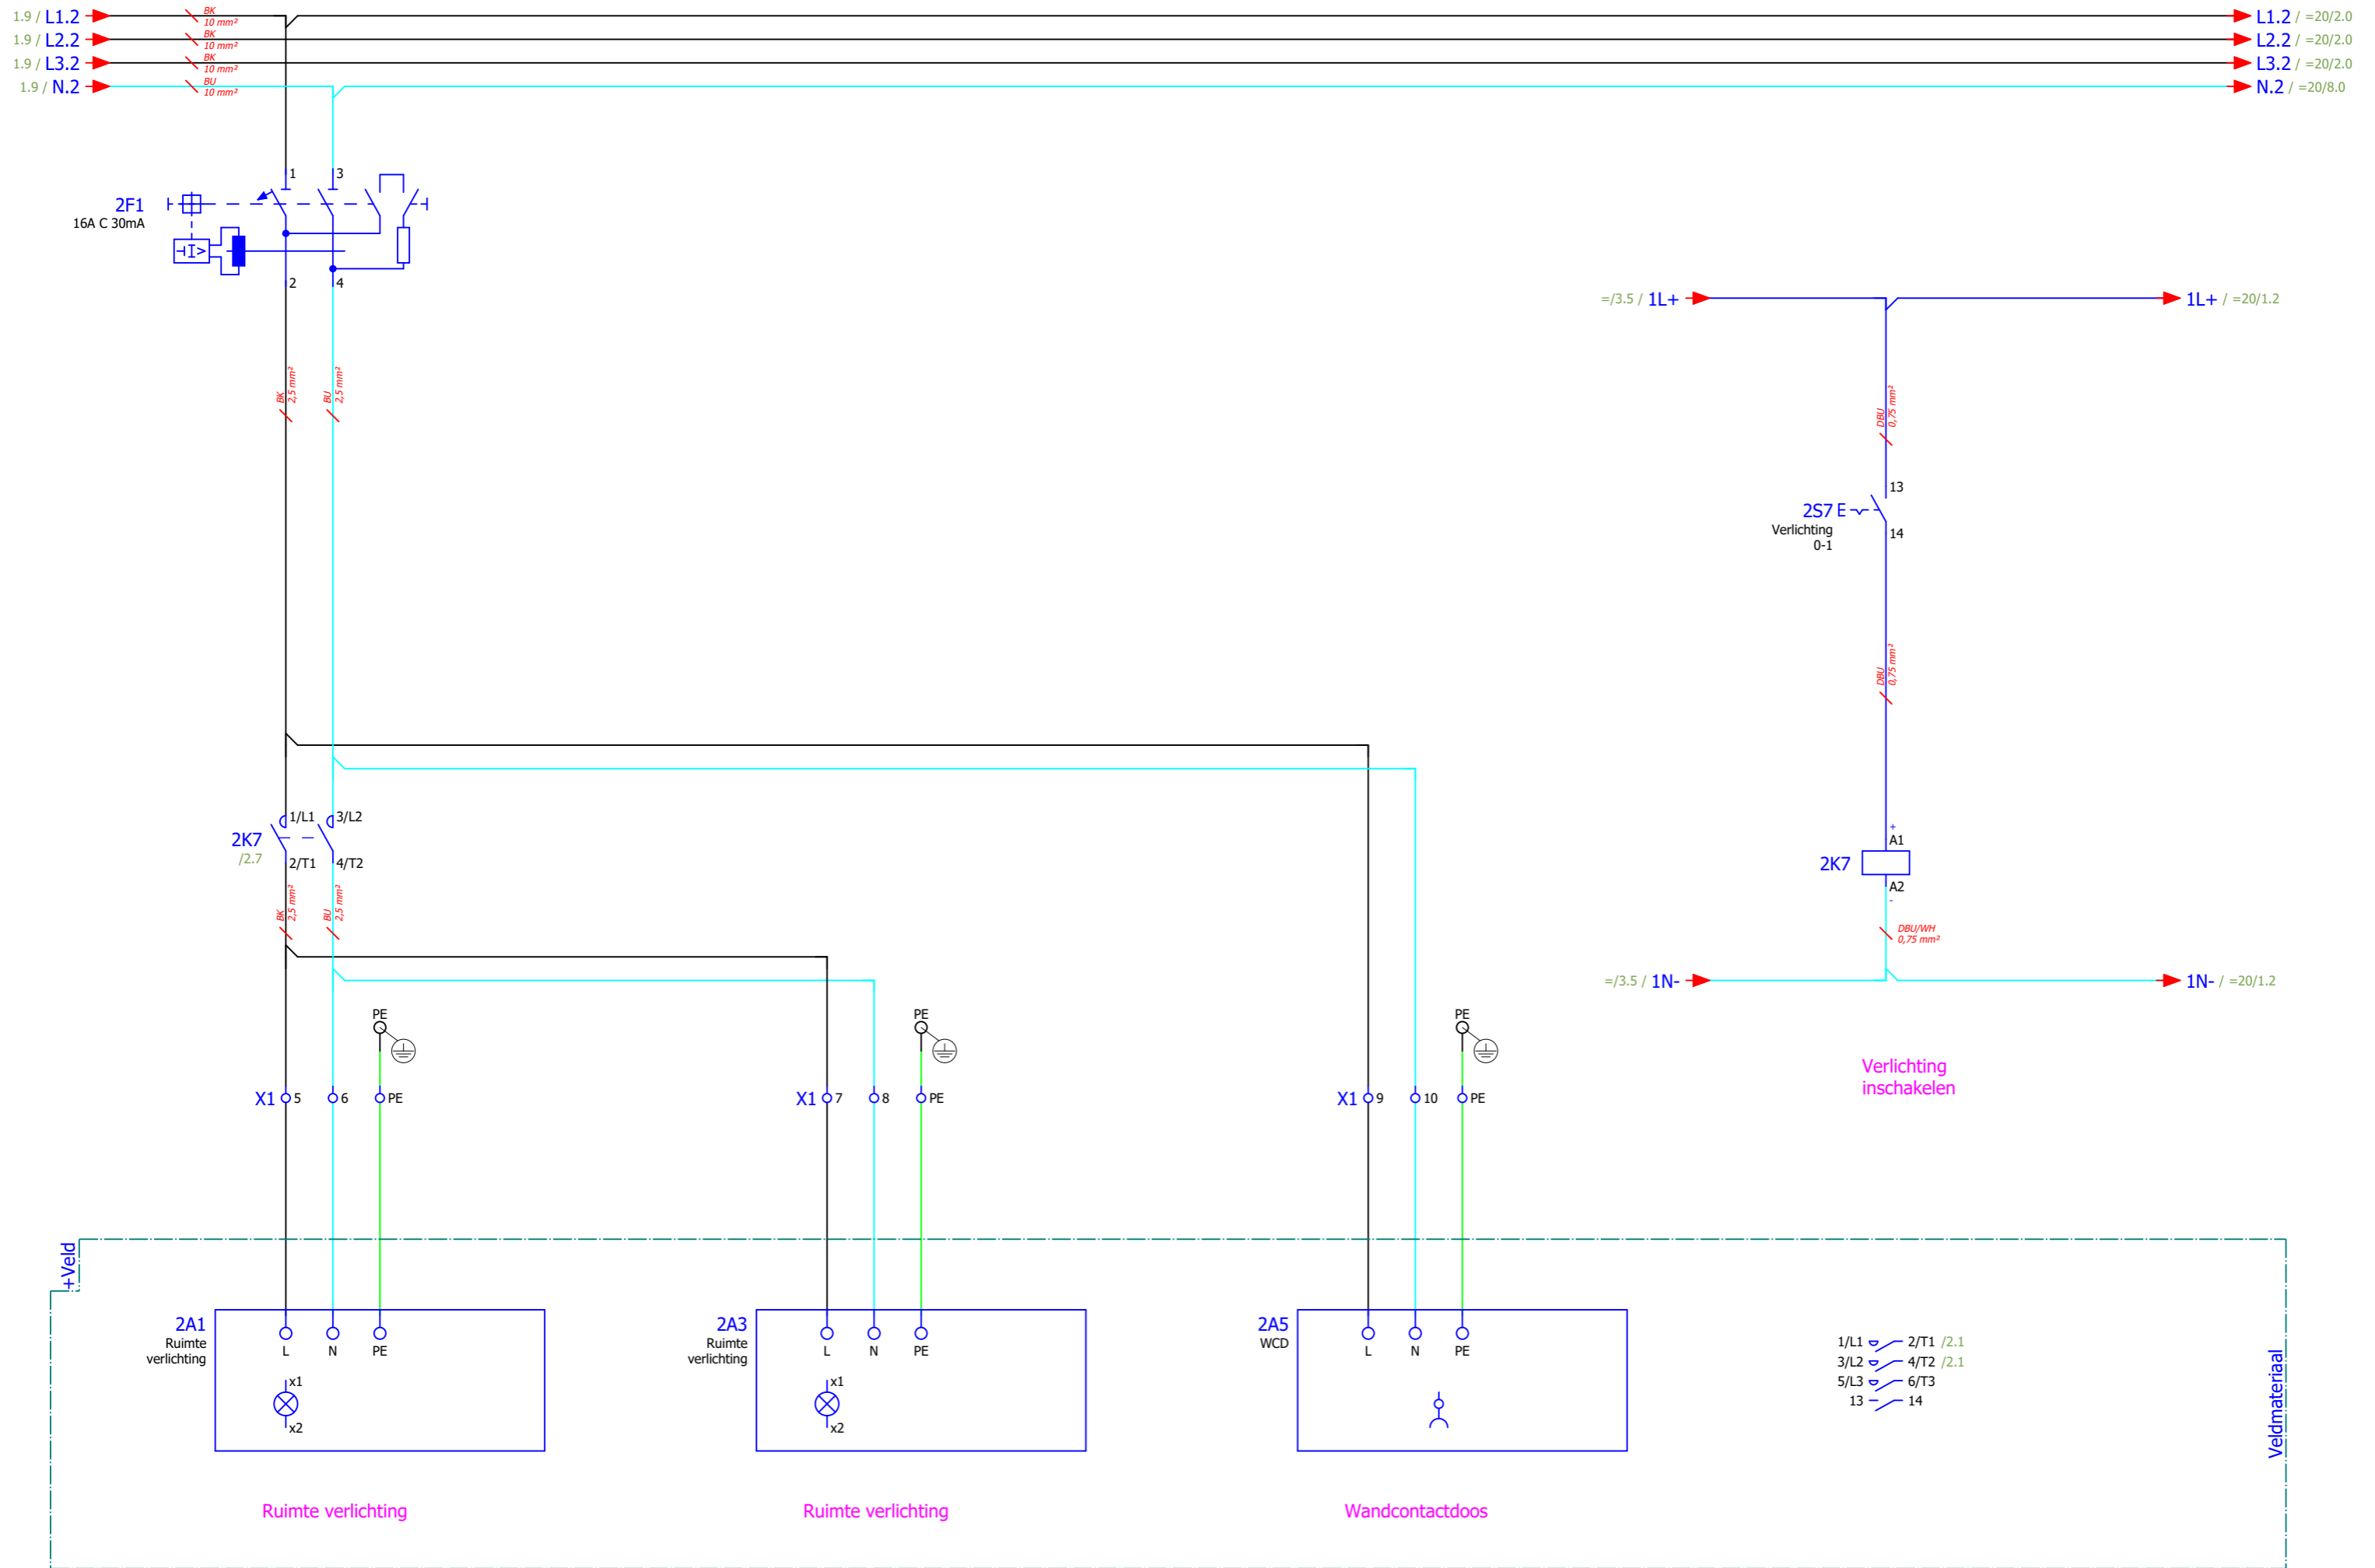 1.9 / L1.2
BK
10 mm²
L1.2 / =20/2.0
1.9 / L2.2
BK
10 mm²
L2.2 / =20/2.0
1.9 / L3.2
BK
10 mm²
L3.2 / =20/2.0
1.9 / N.2
BU
10 mm²
N.2 / =20/8.0
1
3
2F1
16A C 30mA
I>
2
4
BK
2,5 mm²
BU
2,5 mm²
=/3.5 / 1L+
1L+ / =20/1.2
DBU
0,75 mm²
13
2S7 E
Verlichting
0-1
14
DBU
0,75 mm²
1/L1
3/L2
2K7
/2.7
2/T1
4/T2
BK
2,5 mm²
BU
2,5 mm²
+
A1
2K7
A2
-
DBU/WH
0,75 mm²
=/3.5 / 1N-
1N- / =20/1.2
PE
PE
PE
Verlichting
inschakelen
X1 5 6 PE
X1 7 8 PE
X1 9 10 PE
+Veld
2A1
Ruimte
verlichting
L N PE
x1
x2
2A3
Ruimte
verlichting
L N PE
x1
x2
2A5
WCD
L N PE
1/L1 2/T1 /2.1
3/L2 4/T2 /2.1
5/L3 6/T3
13 14
Veldmateriaal
Ruimte verlichting
Ruimte verlichting
Wandcontactdoos